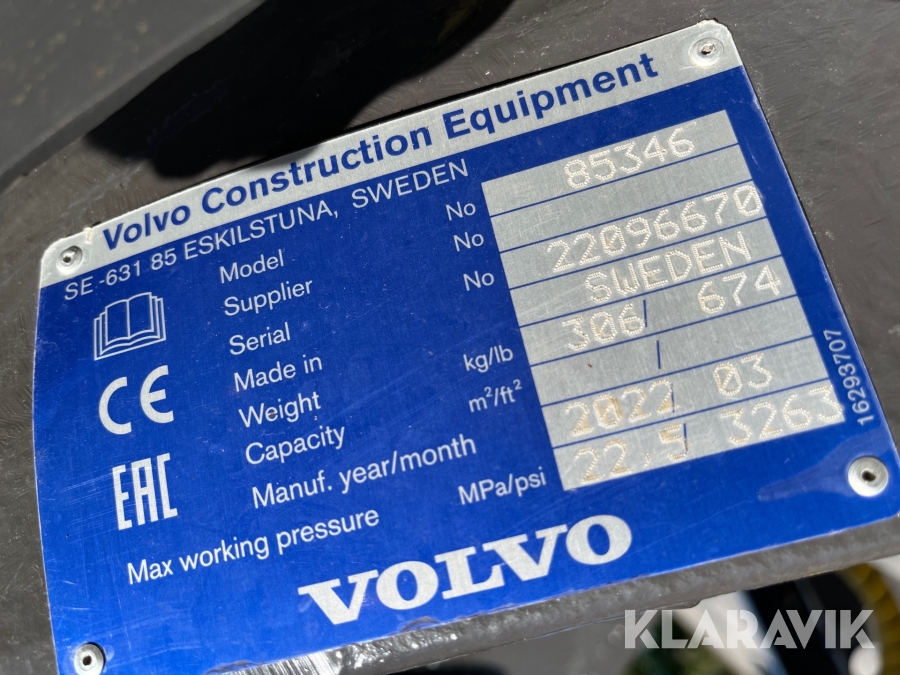 Volvo Construction Equipment
SE -631 85 ESKILSTUNA, SWEDEN
Model No 85346
Supplier No
Serial No 22096670
Made in SWEDEN
Weight kg/lb 306/ 674
Capacity m²/ft² /
Manuf. year/month 2022/ 03
Max working pressure MPa/psi 22,5/ 3263
CE
EAC
16293707
VOLVO
KLARAVIK